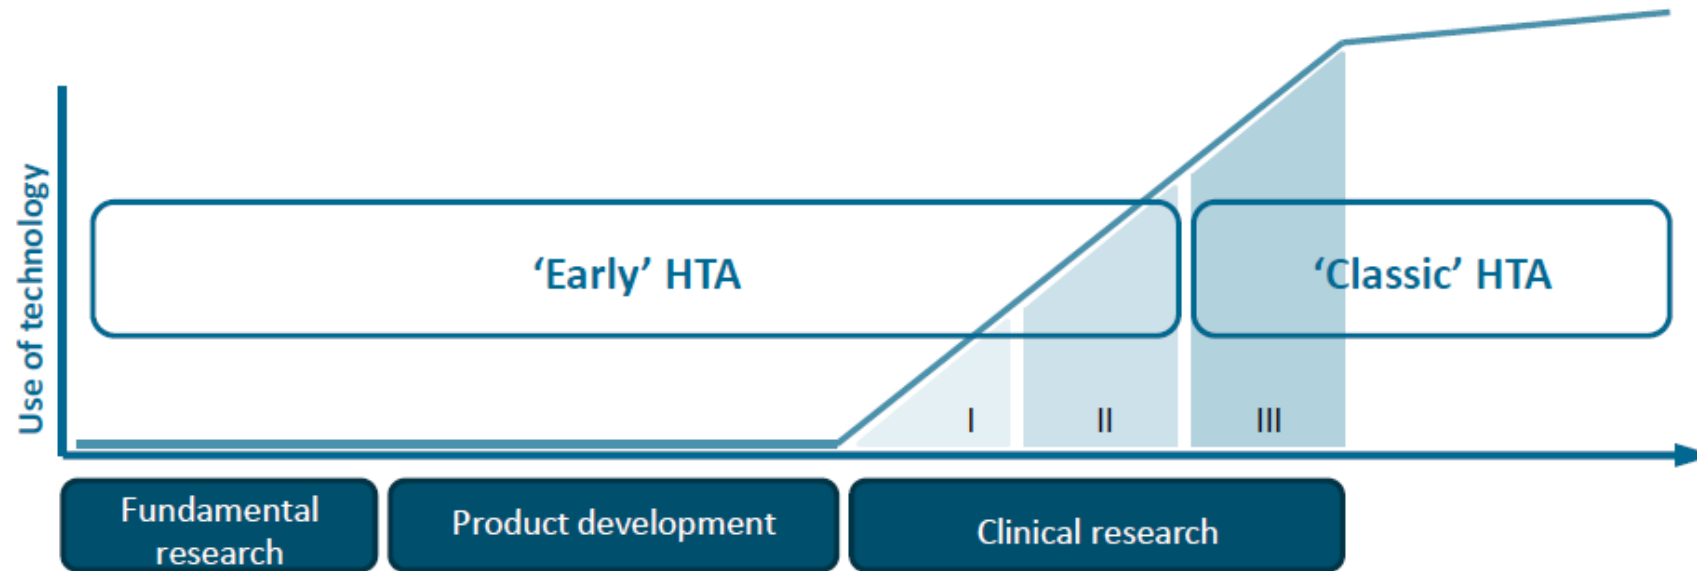 Use of technology
‘Early’ HTA
‘Classic’ HTA
I
II
III
Fundamental
research
Product development
Clinical research